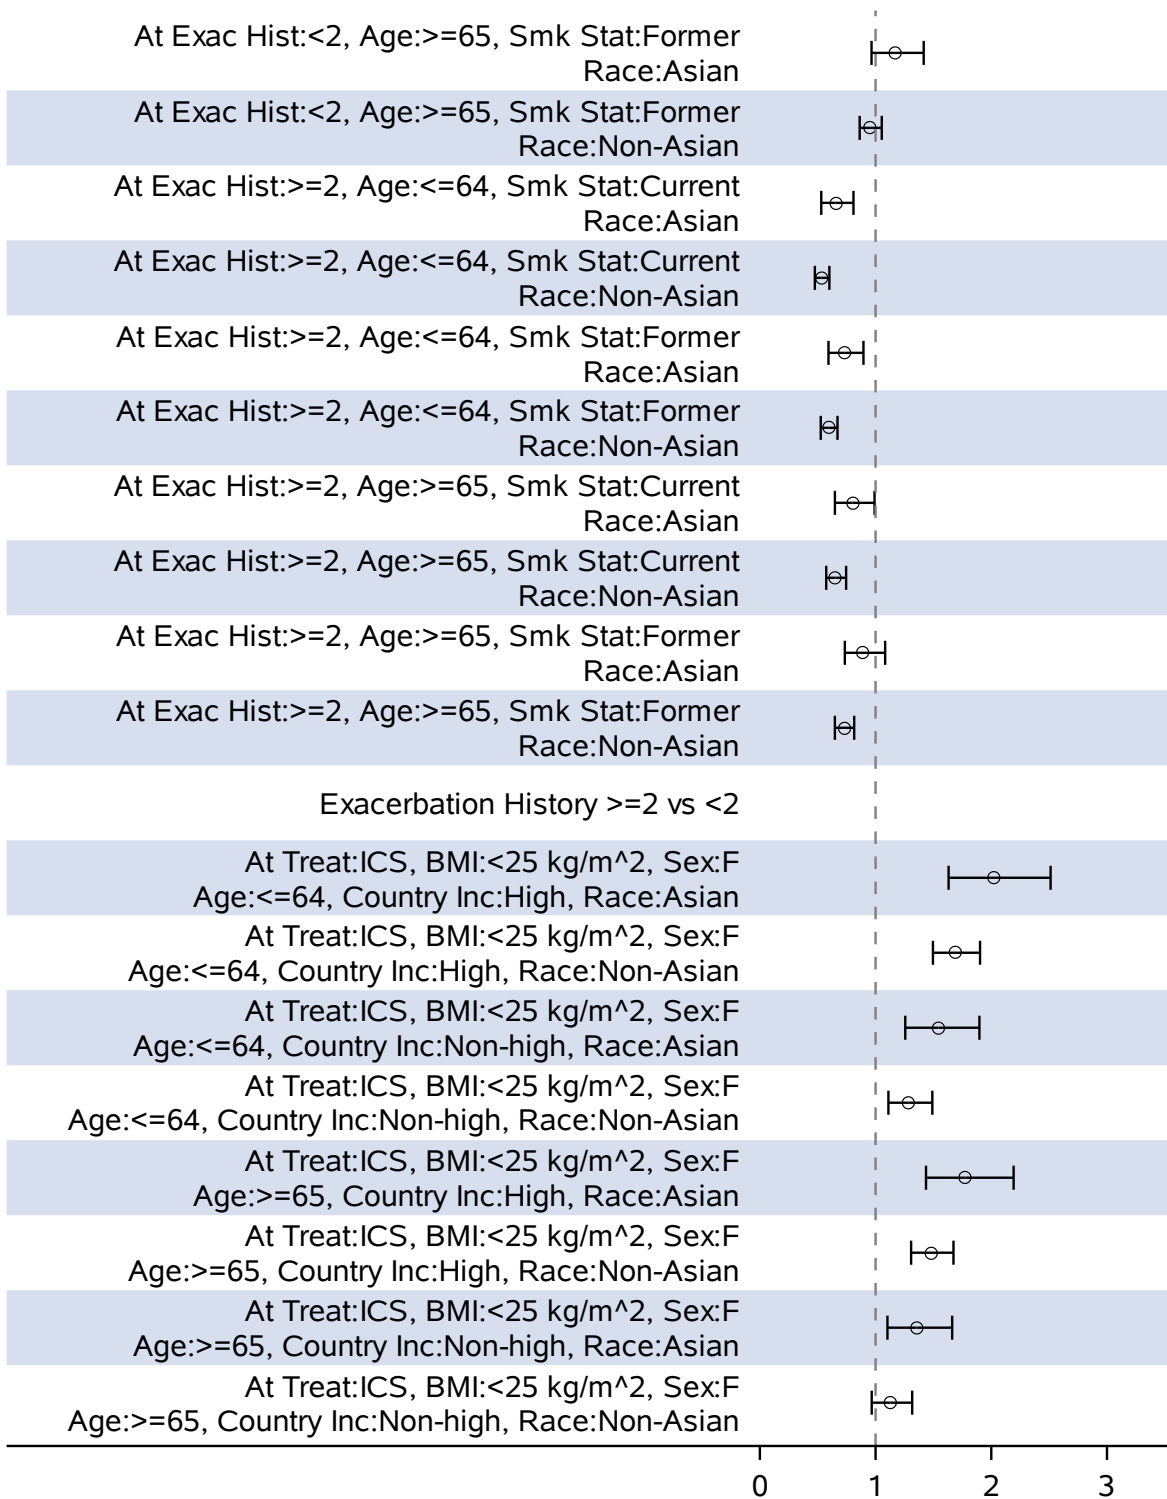 At Exac Hist:<2, Age:>=65, Smk Stat:Former
Race:Asian
At Exac Hist:<2, Age:>=65, Smk Stat:Former
Race:Non-Asian
At Exac Hist:>=2, Age:<=64, Smk Stat:Current
Race:Asian
At Exac Hist:>=2, Age:<=64, Smk Stat:Current
Race:Non-Asian
At Exac Hist:>=2, Age:<=64, Smk Stat:Former
Race:Asian
At Exac Hist:>=2, Age:<=64, Smk Stat:Former
Race:Non-Asian
At Exac Hist:>=2, Age:>=65, Smk Stat:Current
Race:Asian
At Exac Hist:>=2, Age:>=65, Smk Stat:Current
Race:Non-Asian
At Exac Hist:>=2, Age:>=65, Smk Stat:Former
Race:Asian
At Exac Hist:>=2, Age:>=65, Smk Stat:Former
Race:Non-Asian
Exacerbation History >=2 vs <2
At Treat:ICS, BMI:<25 kg/m^2, Sex:F
Age:<=64, Country Inc:High, Race:Asian
At Treat:ICS, BMI:<25 kg/m^2, Sex:F
Age:<=64, Country Inc:High, Race:Non-Asian
At Treat:ICS, BMI:<25 kg/m^2, Sex:F
Age:<=64, Country Inc:Non-high, Race:Asian
At Treat:ICS, BMI:<25 kg/m^2, Sex:F
Age:<=64, Country Inc:Non-high, Race:Non-Asian
At Treat:ICS, BMI:<25 kg/m^2, Sex:F
Age:>=65, Country Inc:High, Race:Asian
At Treat:ICS, BMI:<25 kg/m^2, Sex:F
Age:>=65, Country Inc:High, Race:Non-Asian
At Treat:ICS, BMI:<25 kg/m^2, Sex:F
Age:>=65, Country Inc:Non-high, Race:Asian
At Treat:ICS, BMI:<25 kg/m^2, Sex:F
Age:>=65, Country Inc:Non-high, Race:Non-Asian
0 1 2 3